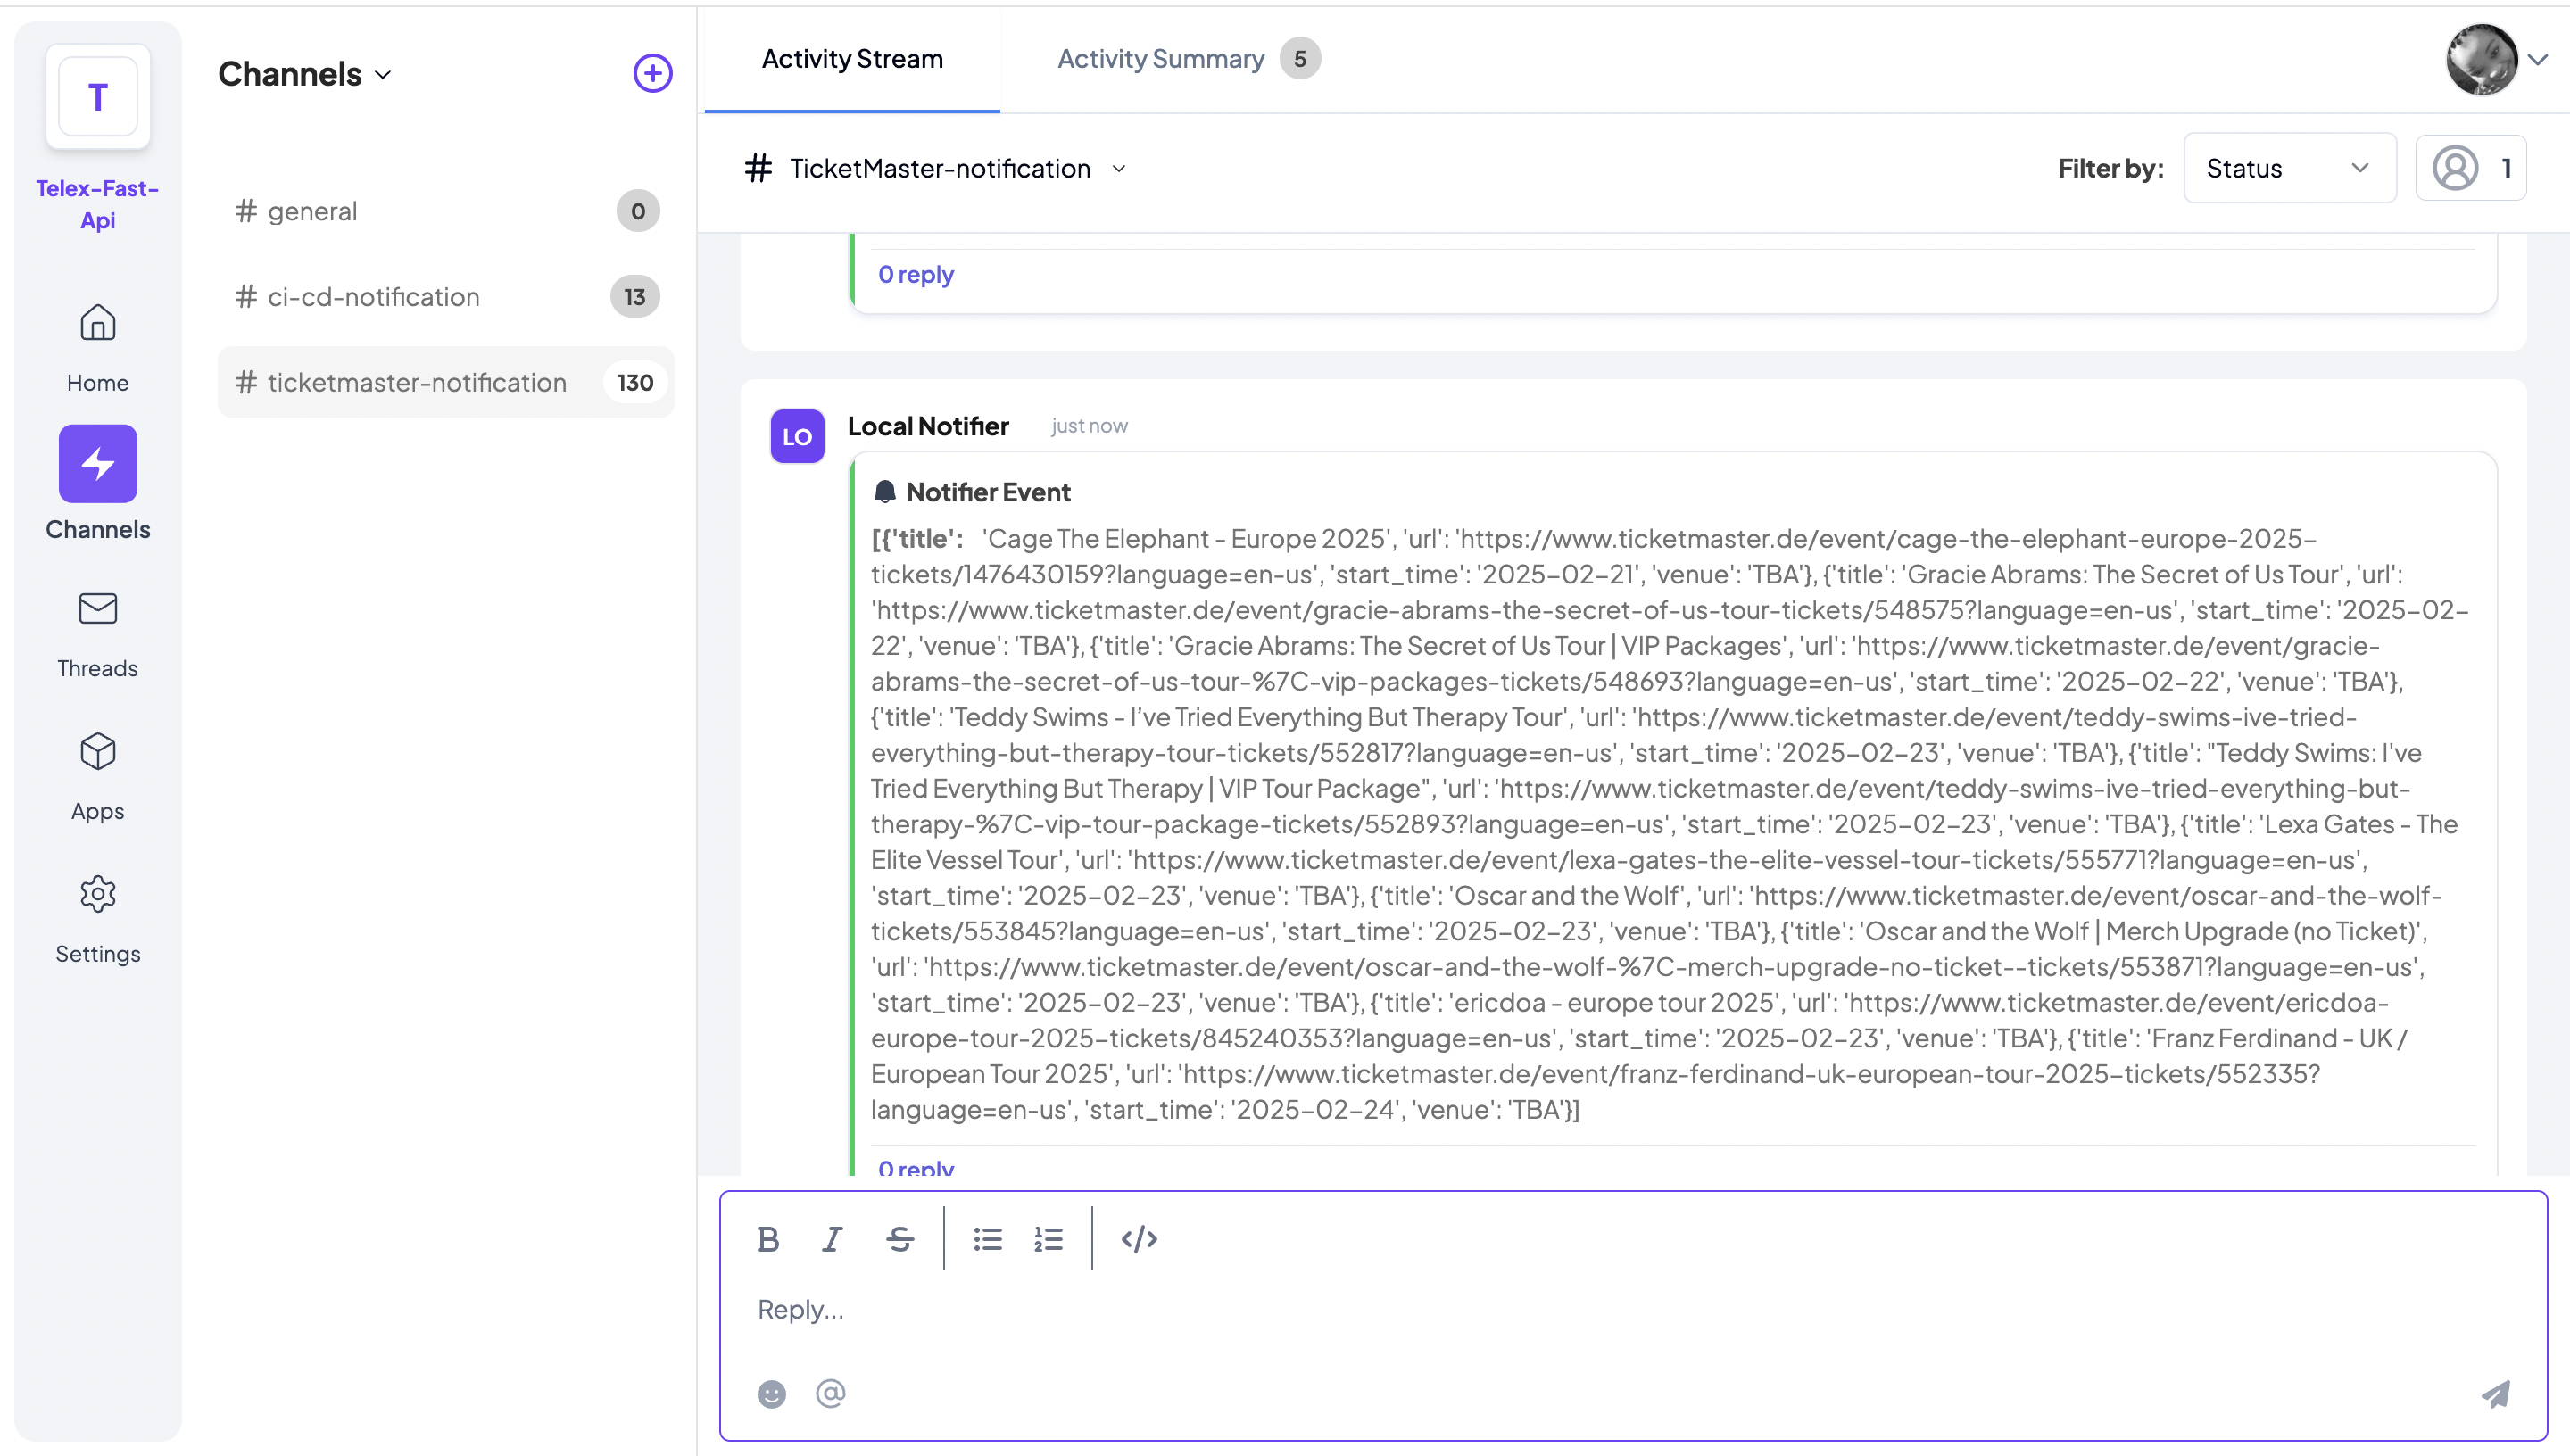 T
Telex-Fast-
Api
Home
Channels
Threads
Apps
Settings
Channels
# general 0
# ci-cd-notification 13
# ticketmaster-notification 130
Activity Stream
Activity Summary 5
# TicketMaster-notification
Filter by:
Status
1
0 reply
LO
Local Notifier just now
Notifier Event
[{'title': 'Cage The Elephant - Europe 2025', 'url': 'https://www.ticketmaster.de/event/cage-the-elephant-europe-2025-
tickets/1476430159?language=en-us', 'start_time': '2025-02-21', 'venue': 'TBA'}, {'title': 'Gracie Abrams: The Secret of Us Tour', 'url':
'https://www.ticketmaster.de/event/gracie-abrams-the-secret-of-us-tour-tickets/548575?language=en-us', 'start_time': '2025-02-
22', 'venue': 'TBA'}, {'title': 'Gracie Abrams: The Secret of Us Tour | VIP Packages', 'url': 'https://www.ticketmaster.de/event/gracie-
abrams-the-secret-of-us-tour-%7C-vip-packages-tickets/548693?language=en-us', 'start_time': '2025-02-22', 'venue': 'TBA'},
{'title': 'Teddy Swims - I’ve Tried Everything But Therapy Tour', 'url': 'https://www.ticketmaster.de/event/teddy-swims-ive-tried-
everything-but-therapy-tour-tickets/552817?language=en-us', 'start_time': '2025-02-23', 'venue': 'TBA'}, {'title': "Teddy Swims: I've
Tried Everything But Therapy | VIP Tour Package", 'url': 'https://www.ticketmaster.de/event/teddy-swims-ive-tried-everything-but-
therapy-%7C-vip-tour-package-tickets/552893?language=en-us', 'start_time': '2025-02-23', 'venue': 'TBA'}, {'title': 'Lexa Gates - The
Elite Vessel Tour', 'url': 'https://www.ticketmaster.de/event/lexa-gates-the-elite-vessel-tour-tickets/555771?language=en-us',
'start_time': '2025-02-23', 'venue': 'TBA'}, {'title': 'Oscar and the Wolf', 'url': 'https://www.ticketmaster.de/event/oscar-and-the-wolf-
tickets/553845?language=en-us', 'start_time': '2025-02-23', 'venue': 'TBA'}, {'title': 'Oscar and the Wolf | Merch Upgrade (no Ticket)',
'url': 'https://www.ticketmaster.de/event/oscar-and-the-wolf-%7C-merch-upgrade-no-ticket--tickets/553871?language=en-us',
'start_time': '2025-02-23', 'venue': 'TBA'}, {'title': 'ericdoa - europe tour 2025', 'url': 'https://www.ticketmaster.de/event/ericdoa-
europe-tour-2025-tickets/845240353?language=en-us', 'start_time': '2025-02-23', 'venue': 'TBA'}, {'title': 'Franz Ferdinand - UK /
European Tour 2025', 'url': 'https://www.ticketmaster.de/event/franz-ferdinand-uk-european-tour-2025-tickets/552335?
language=en-us', 'start_time': '2025-02-24', 'venue': 'TBA'}]
0 reply
Reply...